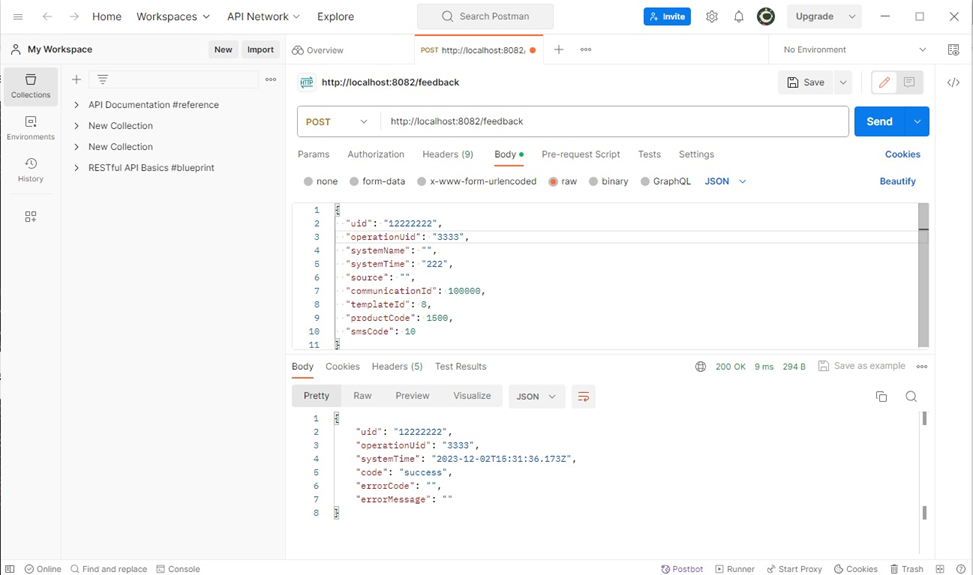 Home Workspaces API Network Explore Search Postman Invite Upgrade
My Workspace New Import Overview POST http://localhost:8082/ No Environment
Collections
Environments
History
API Documentation #reference
New Collection
New Collection
RESTful API Basics #blueprint
HTTP http://localhost:8082/feedback Save
POST http://localhost:8082/feedback Send
Params Authorization Headers (9) Body Pre-request Script Tests Settings Cookies
none form-data x-www-form-urlencoded raw binary GraphQL JSON Beautify
1 {
2 "uid": "12222222",
3 "operationUid": "3333",
4 "systemName": "",
5 "systemTime": "222",
6 "source": "",
7 "communicationId": 100000,
8 "templateId": 8,
9 "productCode": 1500,
10 "smsCode": 10
11 }
Body Cookies Headers (5) Test Results 200 OK 9 ms 294 B Save as example
Pretty Raw Preview Visualize JSON
1 {
2 "uid": "12222222",
3 "operationUid": "3333",
4 "systemTime": "2023-12-02T15:31:36.173Z",
5 "code": "success",
6 "errorCode": "",
7 "errorMessage": ""
8 }
Online Find and replace Console Postbot Runner Start Proxy Cookies Trash